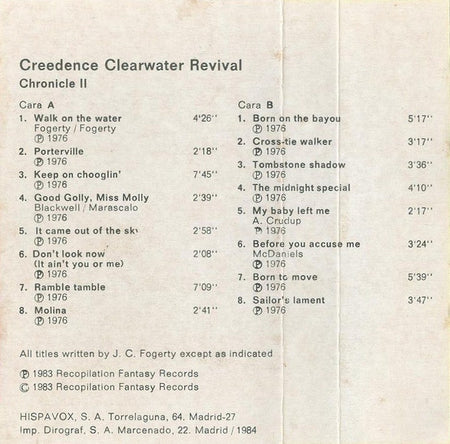 Creedence Clearwater Revival
Chronicle II
Cara A
1. Walk on the water 4'26''
Fogerty / Fogerty
℗ 1976
2. Porterville 2'18''
℗ 1976
3. Keep on chooglin' 7'45''
℗ 1976
4. Good Golly, Miss Molly 2'39''
Blackwell / Marascalo
℗ 1976
5. It came out of the sky 2'58''
℗ 1976
6. Don't look now 2'08''
(It ain't you or me)
℗ 1976
7. Ramble tamble 7'09''
℗ 1976
8. Molina 2'41''
℗ 1976
Cara B
1. Born on the bayou 5'17''
℗ 1976
2. Cross-tie walker 3'17''
℗ 1976
3. Tombstone shadow 3'36''
℗ 1976
4. The midnight special 4'10''
℗ 1976
5. My baby left me 2'17''
A. Crudup
℗ 1976
6. Before you accuse me 3'24''
McDaniels
℗ 1976
7. Born to move 5'39''
℗ 1976
8. Sailor's lament 3'47''
℗ 1976
All titles written by J. C. Fogerty except as indicated
℗ 1983 Recopilation Fantasy Records
© 1983 Recopilation Fantasy Records
HISPAVOX, S. A. Torrelaguna, 64. Madrid-27
Imp. Dirograf, S. A. Marcenado, 22. Madrid / 1984